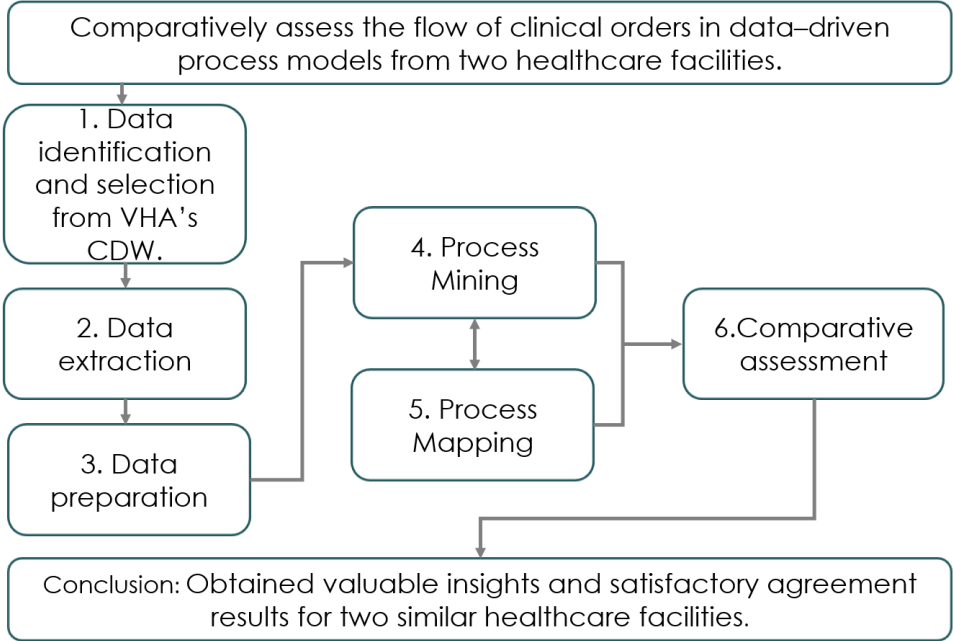 Comparatively assess the flow of clinical orders in data–driven
process models from two healthcare facilities.
1. Data
identification
and selection
from VHA's
CDW.
2. Data
extraction
3. Data
preparation
4. Process
Mining
5. Process
Mapping
6.Comparative
assessment
Conclusion: Obtained valuable insights and satisfactory agreement
results for two similar healthcare facilities.